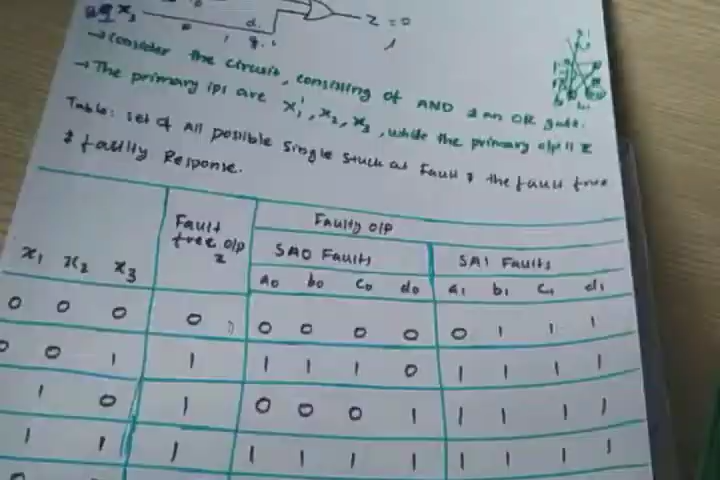 x3 d. z = 0
→ Consider the circuit, consisting of AND & an OR gate.
→ The primary ips are x1', x2, x3, while the primary o/p is z
Table: set of All possible single stuck at fault & the fault free
& faulty Response.
x1 x2 x3 Fault free o/p z Faulty o/p
SA0 Faults SA1 Faults
a0 b0 c0 d0 a1 b1 c1 d1
0 0 0 0 0 0 0 0 0 1 1 1
0 0 1 1 1 1 1 0 1 1 1 1
1 0 1 0 0 0 1 1 1 1 1
1 1 1 1 1 1 1 1 1 1 1